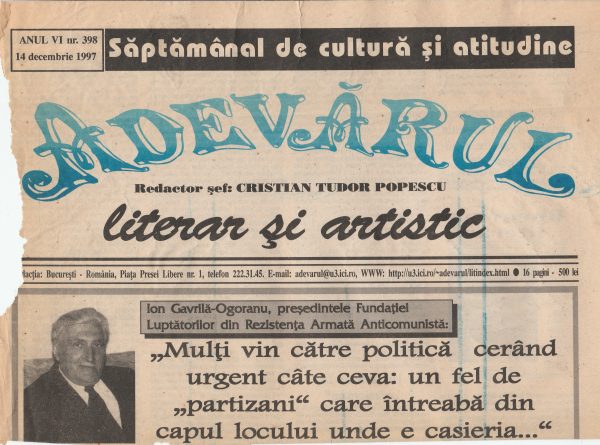 ANUL VI nr. 398
14 decembrie 1997
Săptămânal de cultură şi atitudine
ADEVĂRUL
Redactor şef: CRISTIAN TUDOR POPESCU
literar şi artistic
acţia: Bucureşti - România, Piaţa Presei Libere nr. 1, telefon 222.31.45. E-mail: adevarul@u3.ici.ro, WWW: http://u3.ici.ro/~adevarul/litindex.html ● 16 pagini - 500 lei
Ion Gavrilă-Ogoranu, preşedintele Fundaţiei
Luptătorilor din Rezistenţa Armată Anticomunistă:
„Mulţi vin către politică cerând
urgent câte ceva: un fel de
„partizani“ care întreabă din
capul locului unde e casieria...“